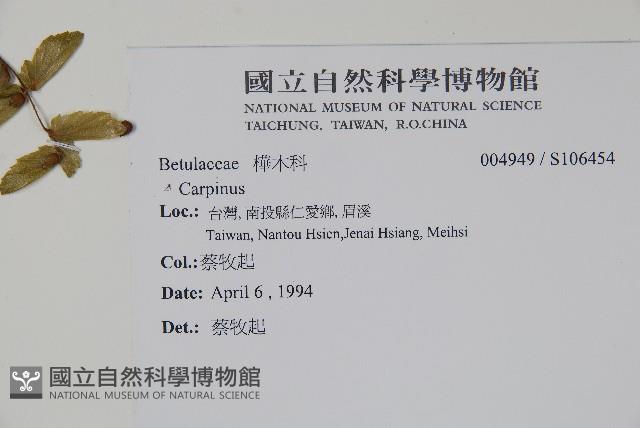 國立自然科學博物館
NATIONAL MUSEUM OF NATURAL SCIENCE
TAICHUNG, TAIWAN, R.O.CHINA
Betulaceae 樺木科 004949 / S106454
Carpinus
Loc.: 台灣, 南投縣仁愛鄉, 眉溪
Taiwan, Nantou Hsien,Jenai Hsiang, Meihsi
Col.: 蔡牧起
Date: April 6 , 1994
Det.: 蔡牧起
國立自然科學博物館
NATIONAL MUSEUM OF NATURAL SCIENCE